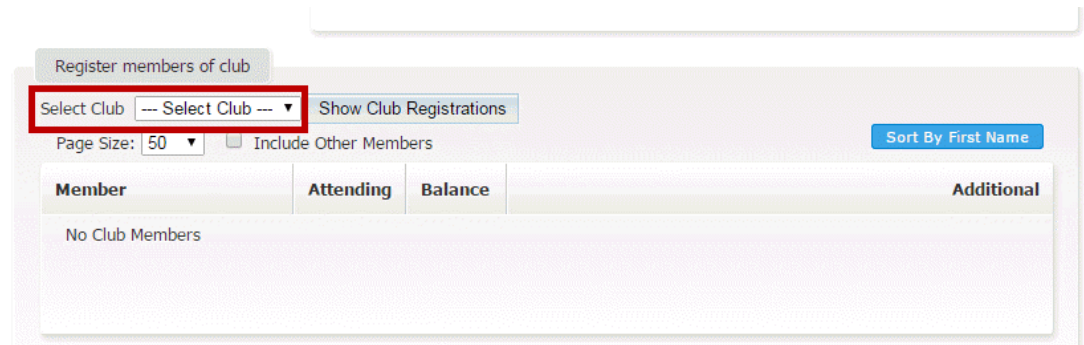 Register members of club
Select Club --- Select Club --- Show Club Registrations
Page Size: 50 Include Other Members Sort By First Name
Member Attending Balance Additional
No Club Members